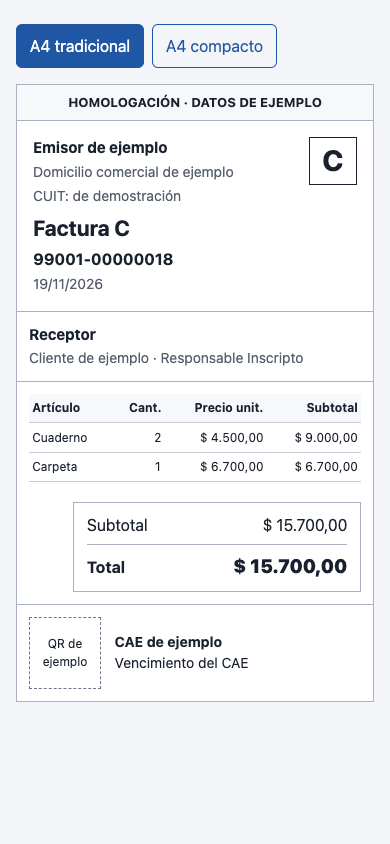 A4 tradicional A4 compacto
HOMOLOGACIÓN · DATOS DE EJEMPLO
Emisor de ejemplo
C
Domicilio comercial de ejemplo
CUIT: de demostración
Factura C
99001-00000018
19/11/2026
Receptor
Cliente de ejemplo · Responsable Inscripto
Artículo Cant. Precio unit. Subtotal
Cuaderno 2 $ 4.500,00 $ 9.000,00
Carpeta 1 $ 6.700,00 $ 6.700,00
Subtotal $ 15.700,00
Total $ 15.700,00
QR de
ejemplo
CAE de ejemplo
Vencimiento del CAE